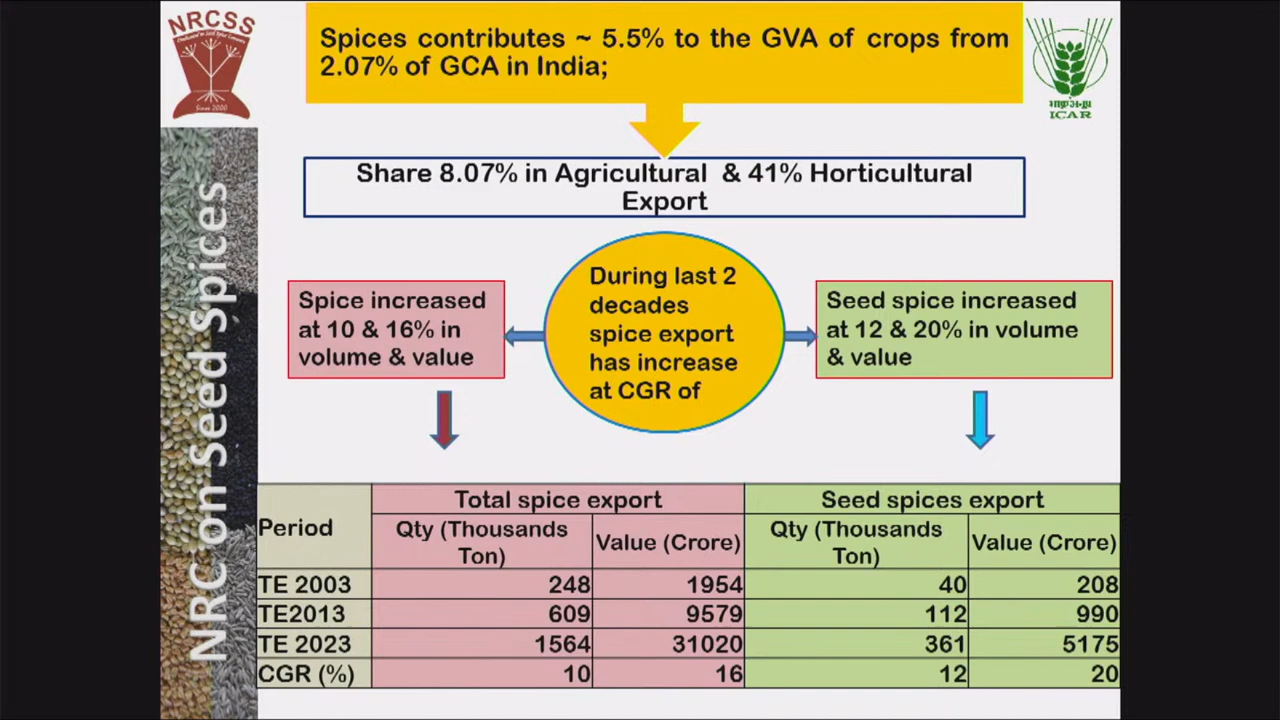 NRCSS
Since 2000
Spices contributes ~ 5.5% to the GVA of crops from
2.07% of GCA in India;
ICAR
Share 8.07% in Agricultural & 41% Horticultural
Export
NRC on Seed Spices
During last 2
decades
spice export
has increase
at CGR of
Spice increased
at 10 & 16% in
volume & value
Seed spice increased
at 12 & 20% in volume
& value
Period
Total spice export
Seed spices export
Qty (Thousands
Ton)
Value (Crore)
Qty (Thousands
Ton)
Value (Crore)
TE 2003 248 1954 40 208
TE2013 609 9579 112 990
TE 2023 1564 31020 361 5175
CGR (%) 10 16 12 20